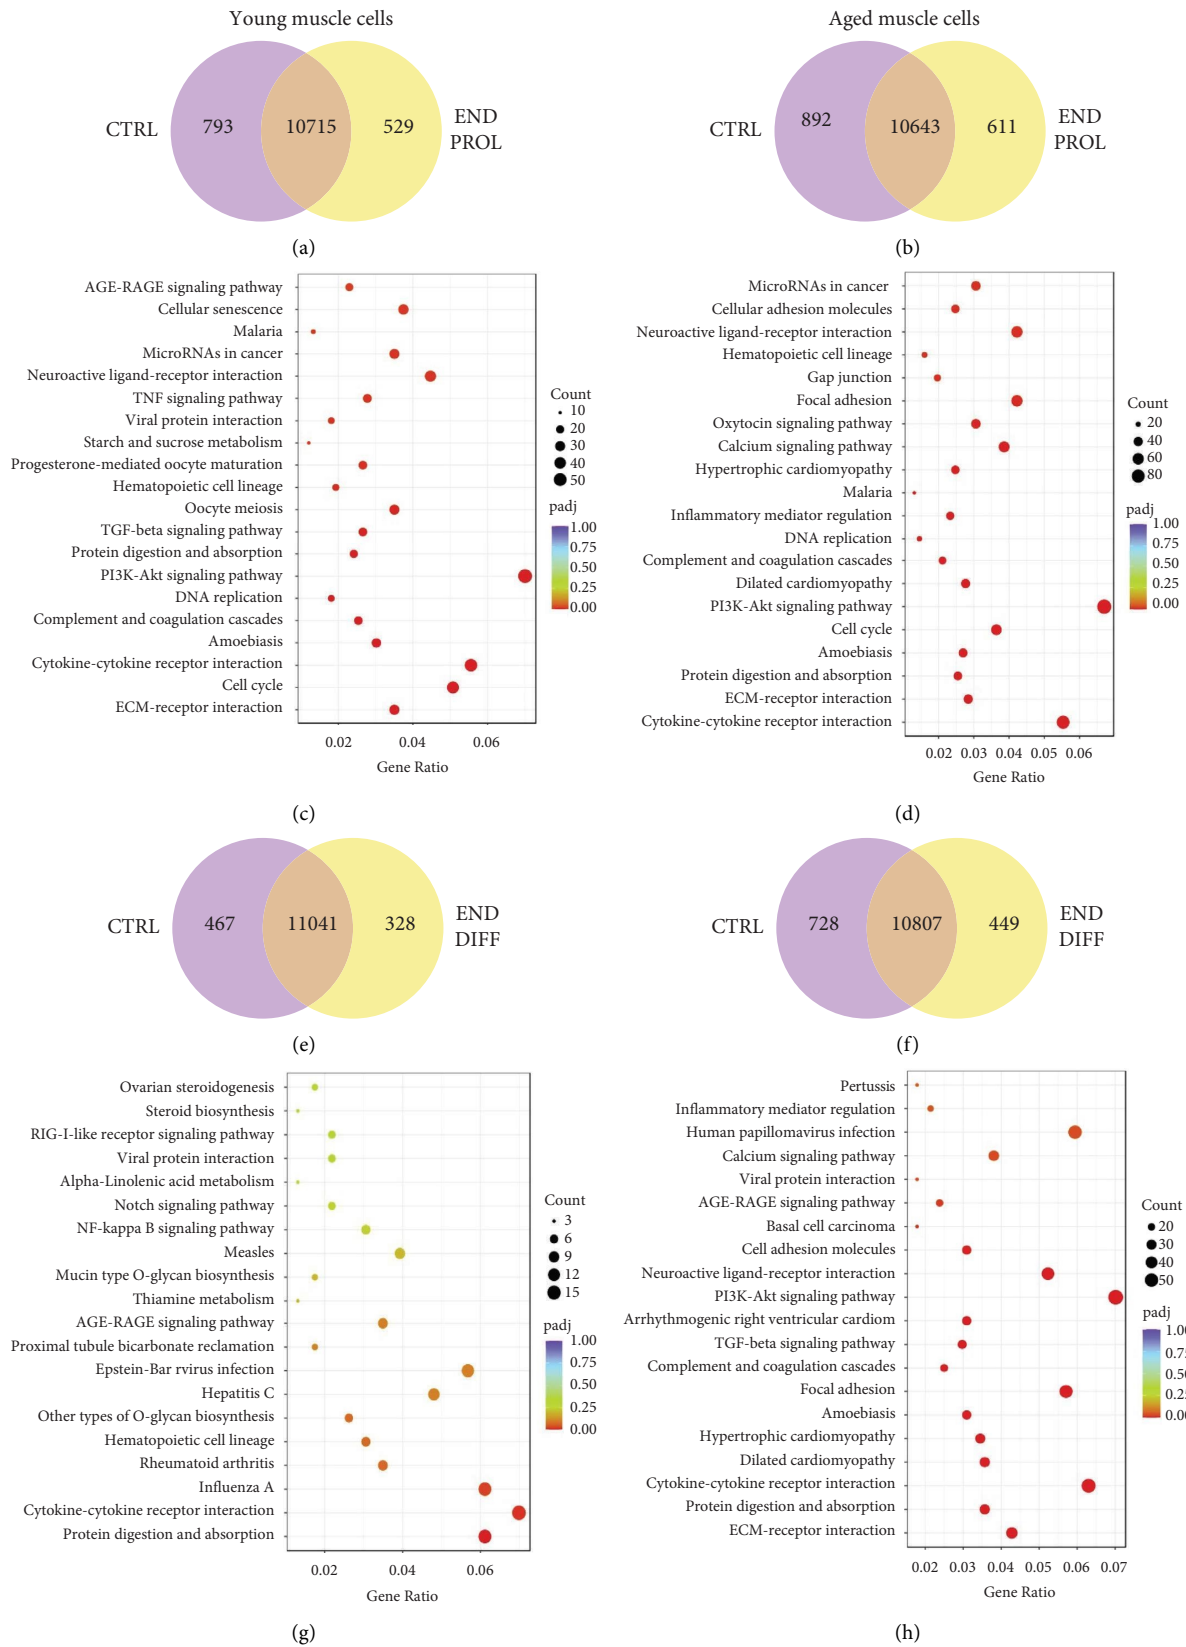 Young muscle cells
Aged muscle cells
CTRL
793
10715
529
END
PROL
CTRL
892
10643
611
END
PROL
(a)
(b)
AGE-RAGE signaling pathway
Cellular senescence
Malaria
MicroRNAs in cancer
Neuroactive ligand-receptor interaction
TNF signaling pathway
Viral protein interaction
Starch and sucrose metabolism
Progesterone-mediated oocyte maturation
Hematopoietic cell lineage
Oocyte meiosis
TGF-beta signaling pathway
Protein digestion and absorption
PI3K-Akt signaling pathway
DNA replication
Complement and coagulation cascades
Amoebiasis
Cytokine-cytokine receptor interaction
Cell cycle
ECM-receptor interaction
0.02 0.04 0.06
Gene Ratio
Count
10
20
30
40
50
padj
1.00
0.75
0.50
0.25
0.00
(c)
MicroRNAs in cancer
Cellular adhesion molecules
Neuroactive ligand-receptor interaction
Hematopoietic cell lineage
Gap junction
Focal adhesion
Oxytocin signaling pathway
Calcium signaling pathway
Hypertrophic cardiomyopathy
Malaria
Inflammatory mediator regulation
DNA replication
Complement and coagulation cascades
Dilated cardiomyopathy
PI3K-Akt signaling pathway
Cell cycle
Amoebiasis
Protein digestion and absorption
ECM-receptor interaction
Cytokine-cytokine receptor interaction
0.02 0.03 0.04 0.05 0.06
Gene Ratio
Count
20
40
60
80
padj
1.00
0.75
0.50
0.25
0.00
(d)
CTRL
467
11041
328
END
DIFF
CTRL
728
10807
449
END
DIFF
(e)
(f)
Ovarian steroidogenesis
Steroid biosynthesis
RIG-I-like receptor signaling pathway
Viral protein interaction
Alpha-Linolenic acid metabolism
Notch signaling pathway
NF-kappa B signaling pathway
Measles
Mucin type O-glycan biosynthesis
Thiamine metabolism
AGE-RAGE signaling pathway
Proximal tubule bicarbonate reclamation
Epstein-Bar rvirus infection
Hepatitis C
Other types of O-glycan biosynthesis
Hematopoietic cell lineage
Rheumatoid arthritis
Influenza A
Cytokine-cytokine receptor interaction
Protein digestion and absorption
0.02 0.04 0.06
Gene Ratio
Count
3
6
9
12
15
padj
1.00
0.75
0.50
0.25
0.00
(g)
Pertussis
Inflammatory mediator regulation
Human papillomavirus infection
Calcium signaling pathway
Viral protein interaction
AGE-RAGE signaling pathway
Basal cell carcinoma
Cell adhesion molecules
Neuroactive ligand-receptor interaction
PI3K-Akt signaling pathway
Arrhythmogenic right ventricular cardiom
TGF-beta signaling pathway
Complement and coagulation cascades
Focal adhesion
Amoebiasis
Hypertrophic cardiomyopathy
Dilated cardiomyopathy
Cytokine-cytokine receptor interaction
Protein digestion and absorption
ECM-receptor interaction
0.02 0.03 0.04 0.05 0.06 0.07
Gene Ratio
Count
20
30
40
50
padj
1.00
0.75
0.50
0.25
0.00
(h)